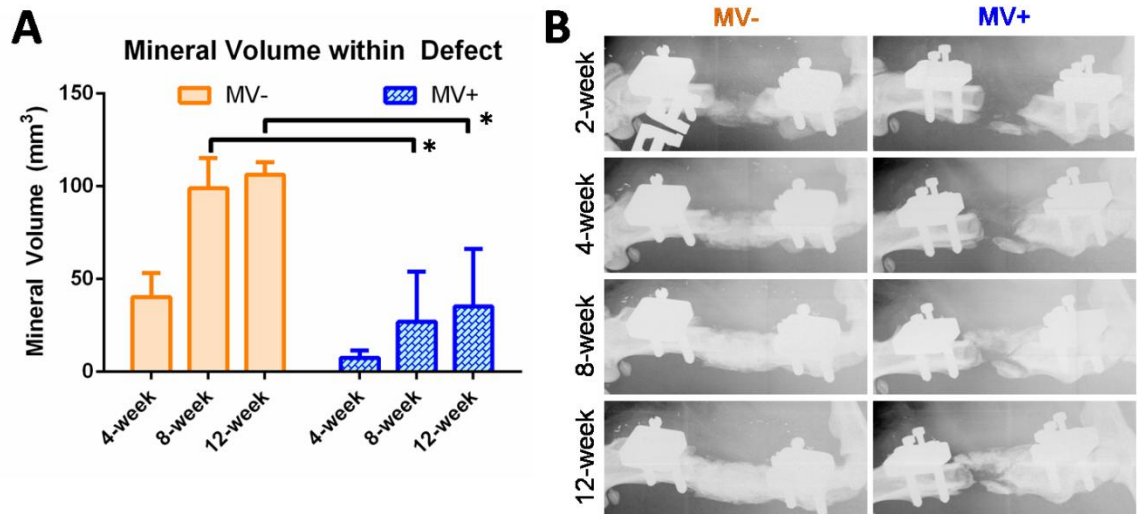 A
Mineral Volume within Defect
MV- MV+
Mineral Volume (mm³)
150
100
50
0
*
*
4-week 8-week 12-week 4-week 8-week 12-week
B
MV- MV+
2-week
4-week
8-week
12-week